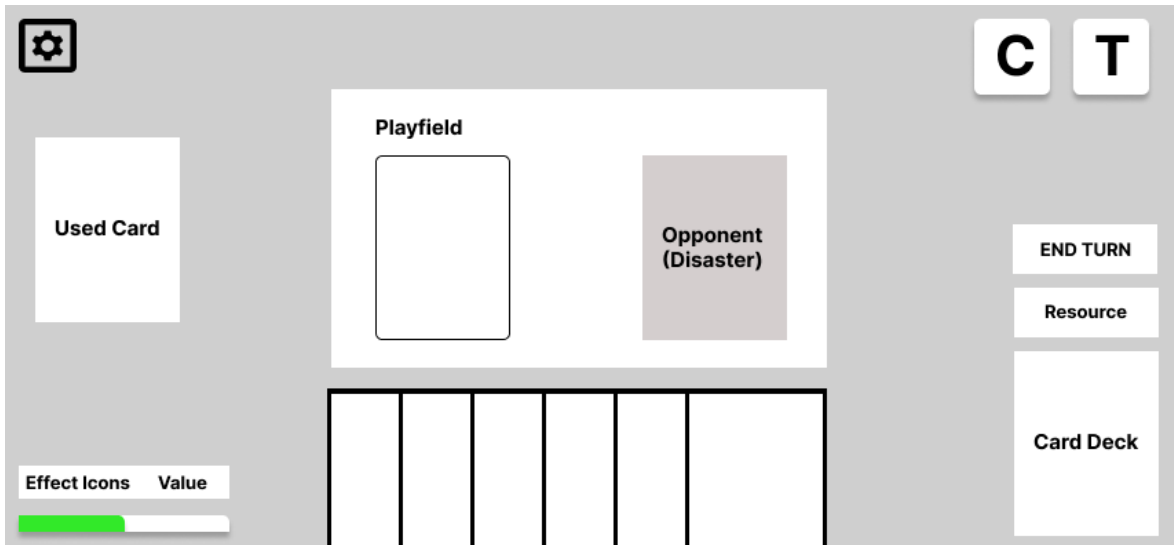 C T
Playfield
Used Card
Opponent
(Disaster)
END TURN
Resource
Card Deck
Effect Icons Value